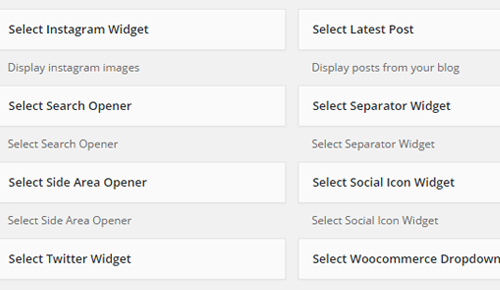 Select Instagram Widget
Select Latest Post
Display instagram images
Display posts from your blog
Select Search Opener
Select Separator Widget
Select Search Opener
Select Separator Widget
Select Side Area Opener
Select Social Icon Widget
Select Side Area Opener
Select Social Icon Widget
Select Twitter Widget
Select Woocommerce Dropdown